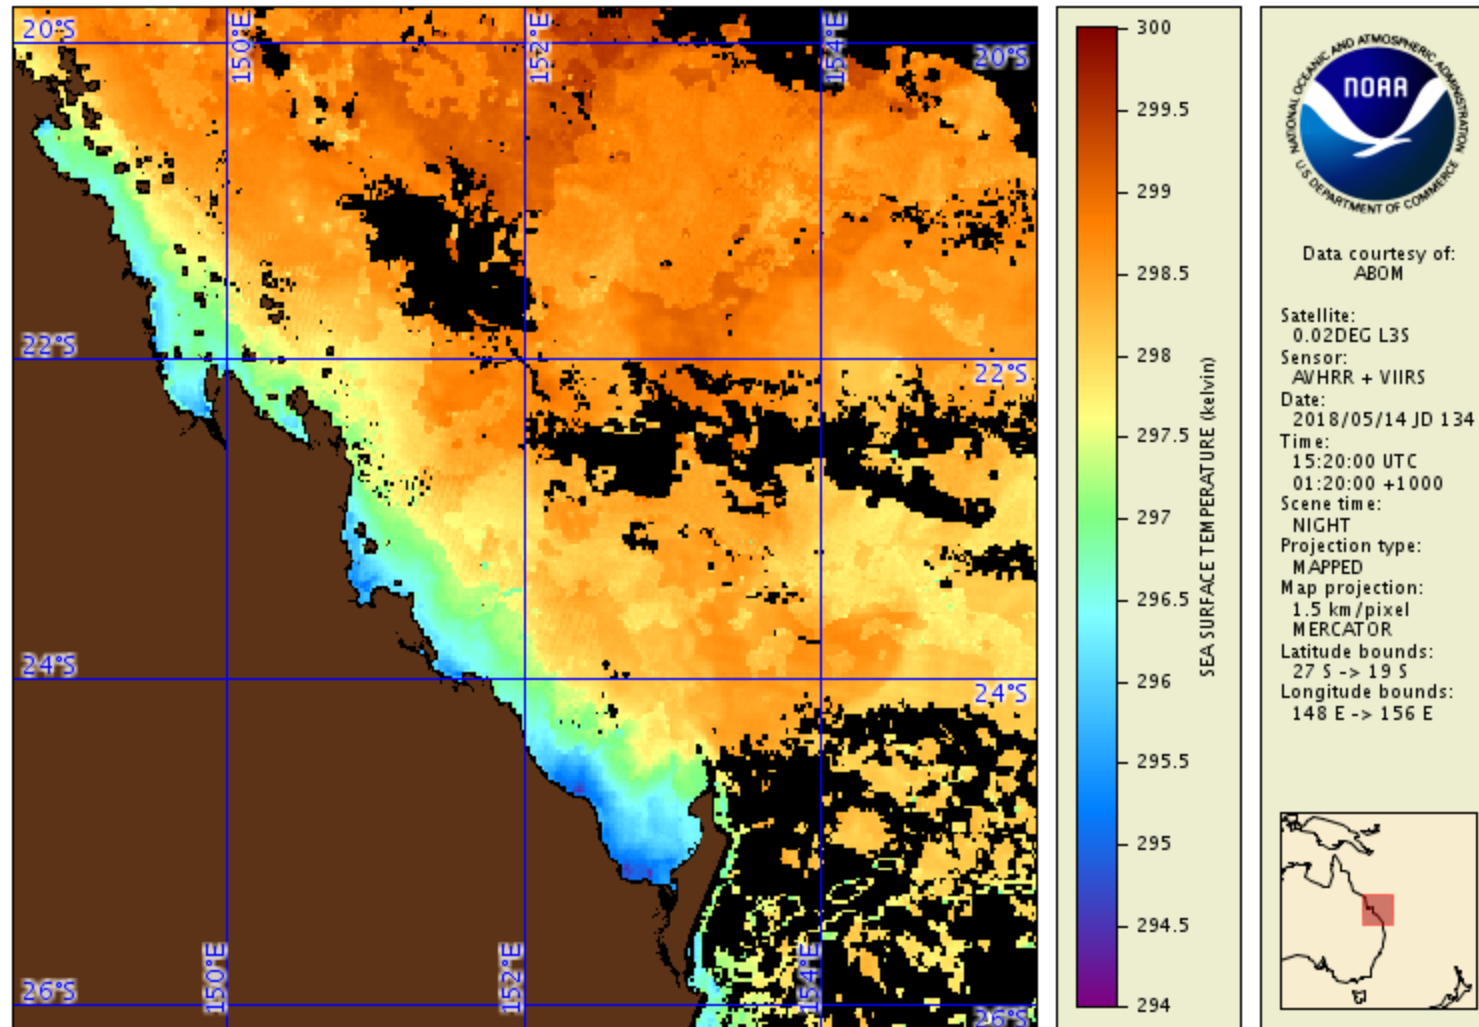 20°S
150°E
152°E
154°E
20°S
22°S
22°S
24°S
24°S
26°S
150°E
152°E
154°E
26°S
300
299.5
299
298.5
298
297.5
297
296.5
296
295.5
295
294.5
294
SEA SURFACE TEMPERATURE (kelvin)
NATIONAL OCEANIC AND ATMOSPHERIC ADMINISTRATION
NOAA
U.S. DEPARTMENT OF COMMERCE
Data courtesy of:
ABOM
Satellite:
0.02DEG L3S
Sensor:
AVHRR + VIIRS
Date:
2018/05/14 JD 134
Time:
15:20:00 UTC
01:20:00 +1000
Scene time:
NIGHT
Projection type:
MAPPED
Map projection:
1.5 km/pixel
MERCATOR
Latitude bounds:
27 S -> 19 S
Longitude bounds:
148 E -> 156 E